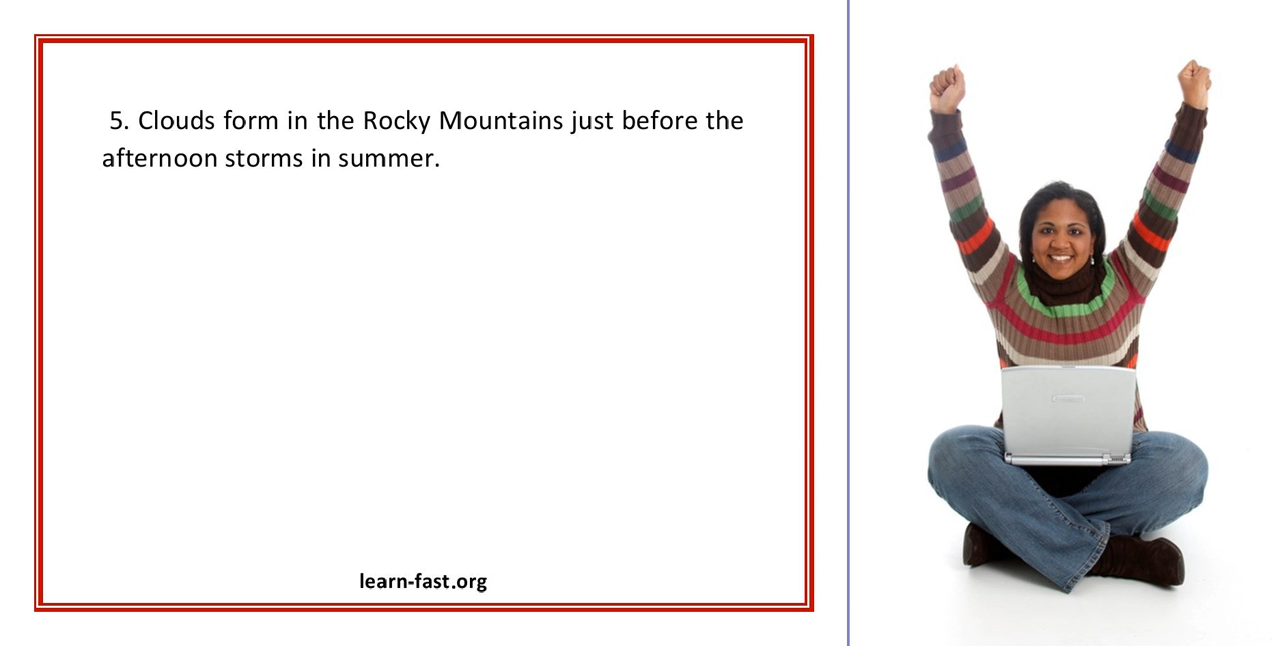 5. Clouds form in the Rocky Mountains just before the
afternoon storms in summer.
learn-fast.org